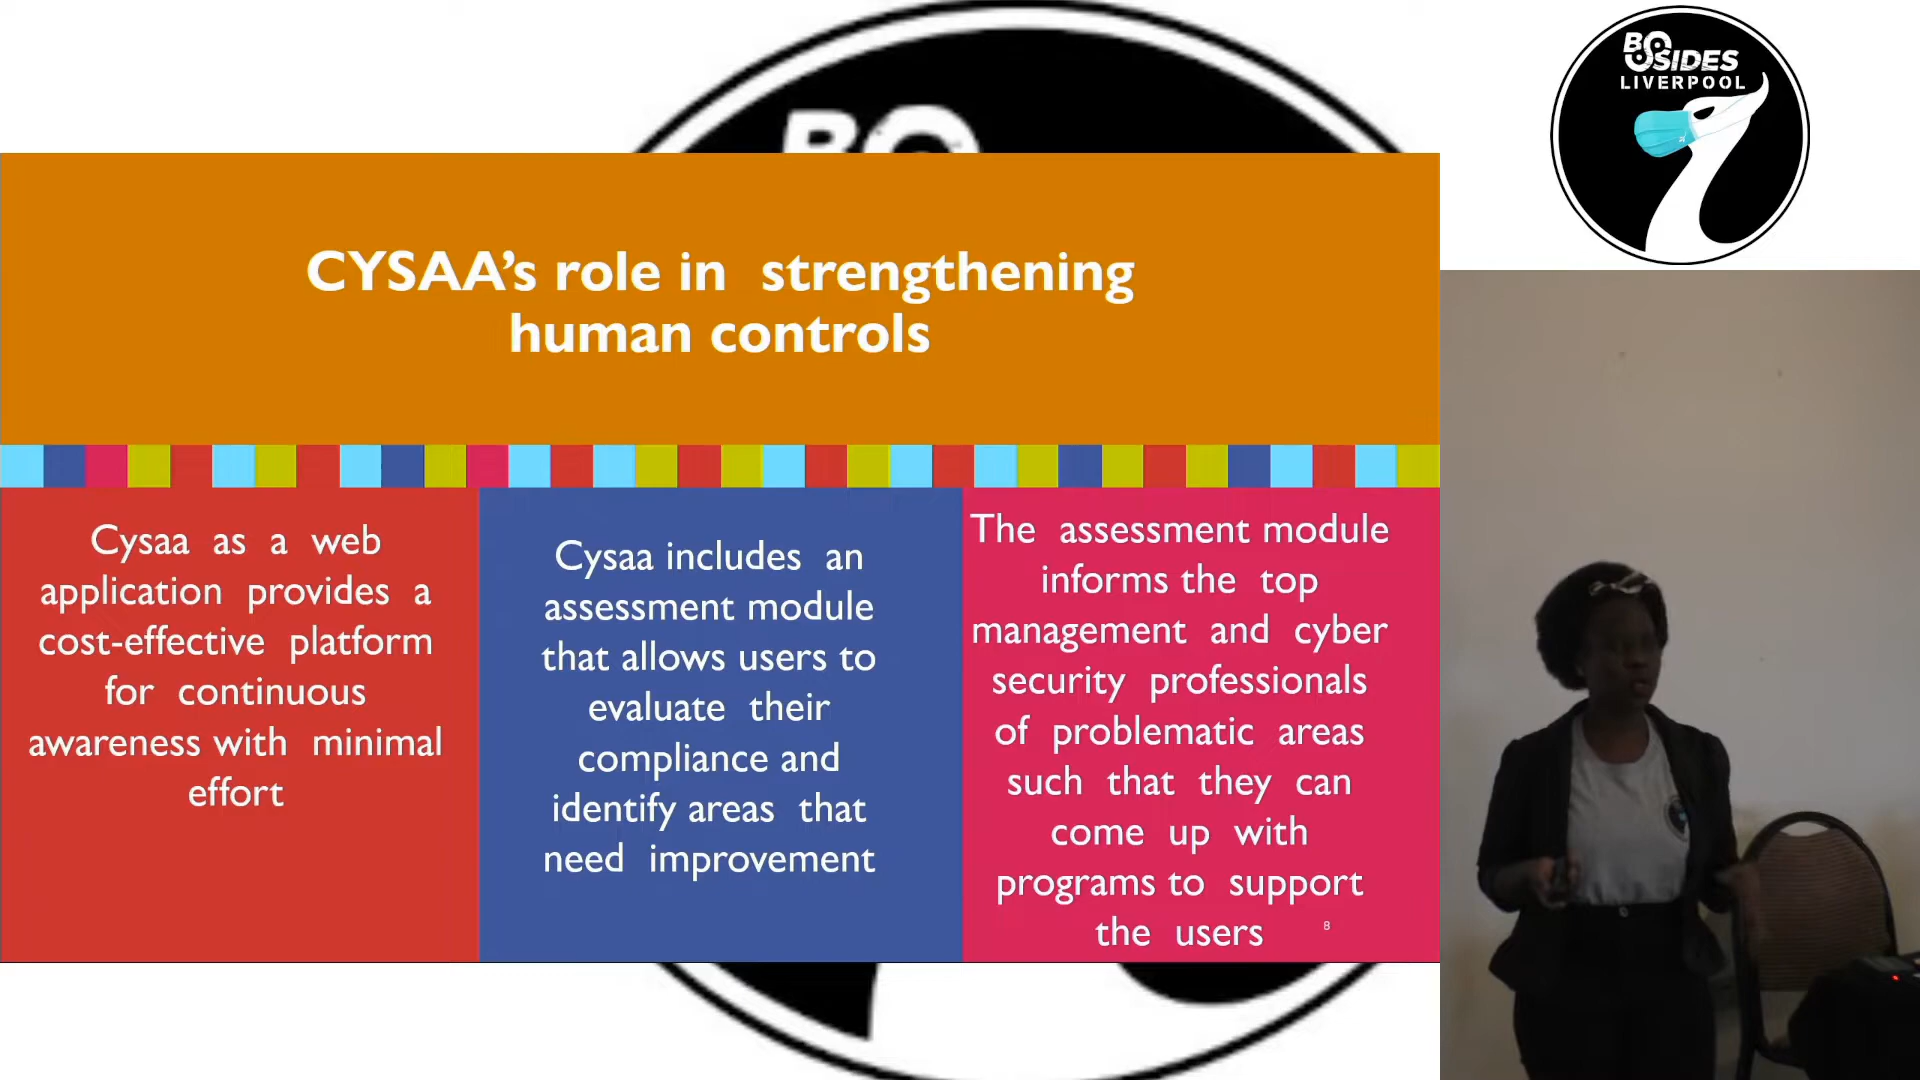 BSIDES
LIVERPOOL
CYSAA's role in strengthening
human controls
Cysaa as a web
application provides a
cost-effective platform
for continuous
awareness with minimal
effort
Cysaa includes an
assessment module
that allows users to
evaluate their
compliance and
identify areas that
need improvement
The assessment module
informs the top
management and cyber
security professionals
of problematic areas
such that they can
come up with
programs to support
the users
8